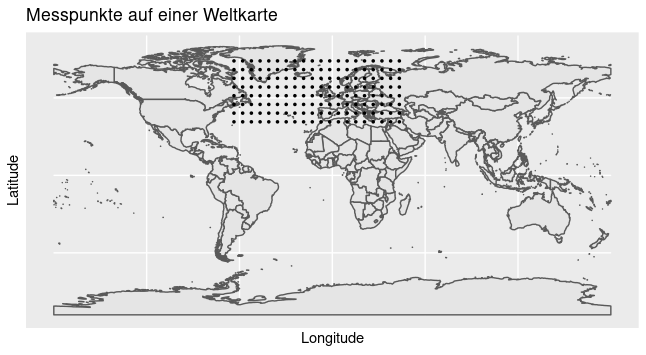 Messpunkte auf einer Weltkarte
Latitude
Longitude